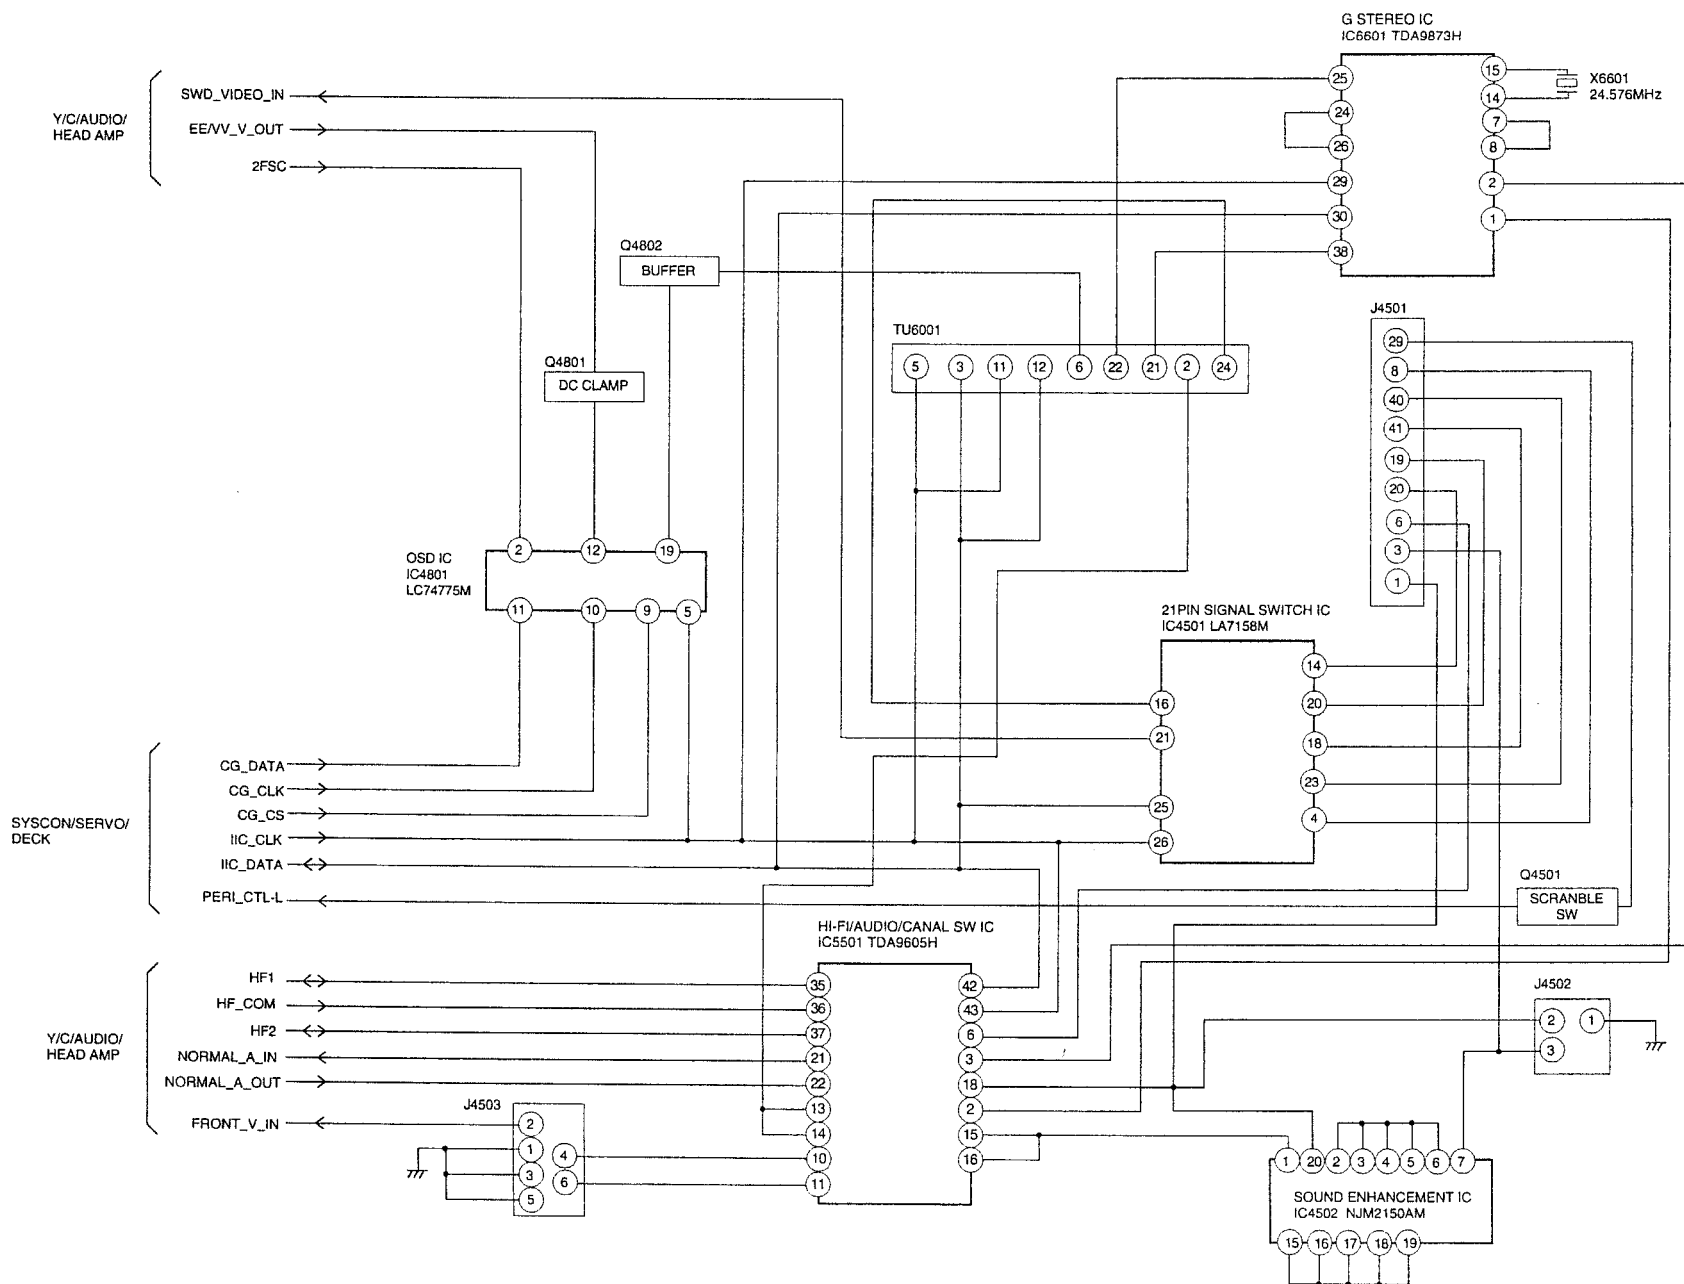 G STEREO IC
IC6601 TDA9873H
25
24
26
29
30
38
15
14
7
8
2
1
X6601
24.576MHz
Y/C/AUDIO/
HEAD AMP
SWD_VIDEO_IN
EE/VV_V_OUT
2FSC
Q4802
BUFFER
Q4801
DC CLAMP
TU6001
5
3
11
12
6
22
21
2
24
J4501
29
8
40
41
19
20
6
3
1
OSD IC
IC4801
LC74775M
2
12
19
11
10
9
5
21PIN SIGNAL SWITCH IC
IC4501 LA7158M
16
21
25
26
14
20
18
23
4
SYSCON/SERVO/
DECK
CG_DATA
CG_CLK
CG_CS
IIC_CLK
IIC_DATA
PERI_CTL-L
Q4501
SCRANBLE
SW
HI-FI/AUDIO/CANAL SW IC
IC5501 TDA9605H
35
36
37
21
22
13
14
10
11
42
43
6
3
18
2
15
16
Y/C/AUDIO/
HEAD AMP
HF1
HF_COM
HF2
NORMAL_A_IN
NORMAL_A_OUT
FRONT_V_IN
J4503
2
1
3
5
4
6
J4502
2
1
3
1
20
2
3
4
5
6
7
SOUND ENHANCEMENT IC
IC4502 NJM2150AM
15
16
17
18
19